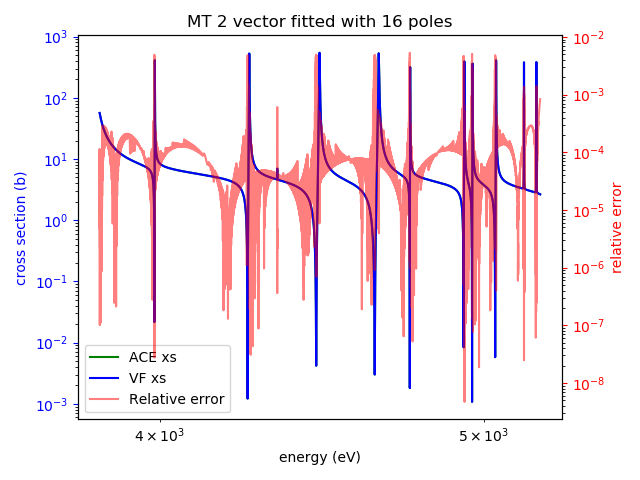 MT 2 vector fitted with 16 poles
10³
10²
10¹
10⁰
10⁻¹
10⁻²
10⁻³
cross section (b)
10⁻²
10⁻³
10⁻⁴
10⁻⁵
10⁻⁶
10⁻⁷
10⁻⁸
relative error
ACE xs
VF xs
Relative error
4 × 10³
5 × 10³
energy (eV)